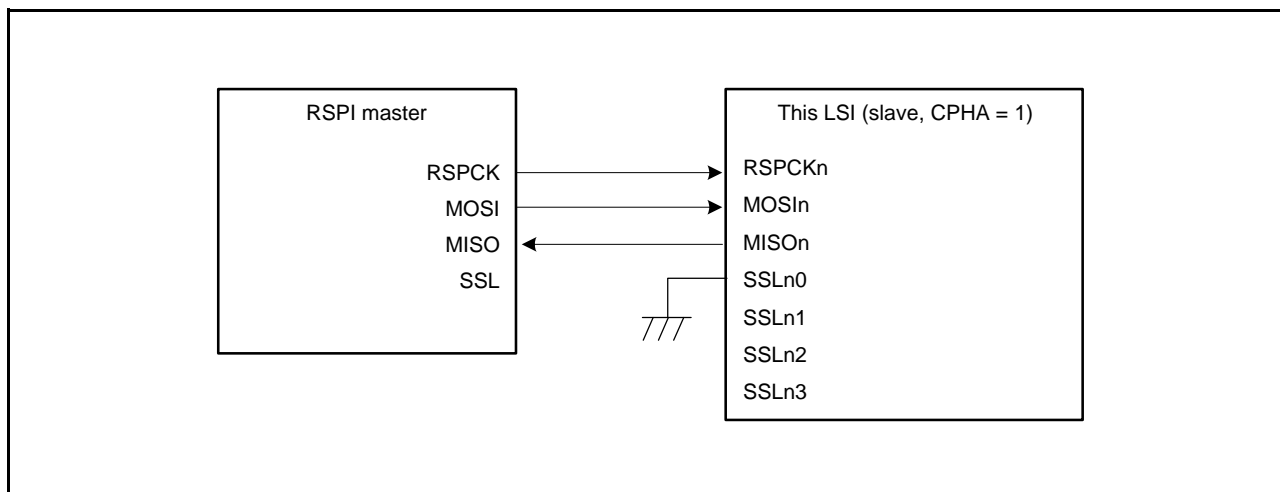 RSPI master
RSPCK
MOSI
MISO
SSL
This LSI (slave, CPHA = 1)
RSPCKn
MOSIn
MISOn
SSLn0
SSLn1
SSLn2
SSLn3